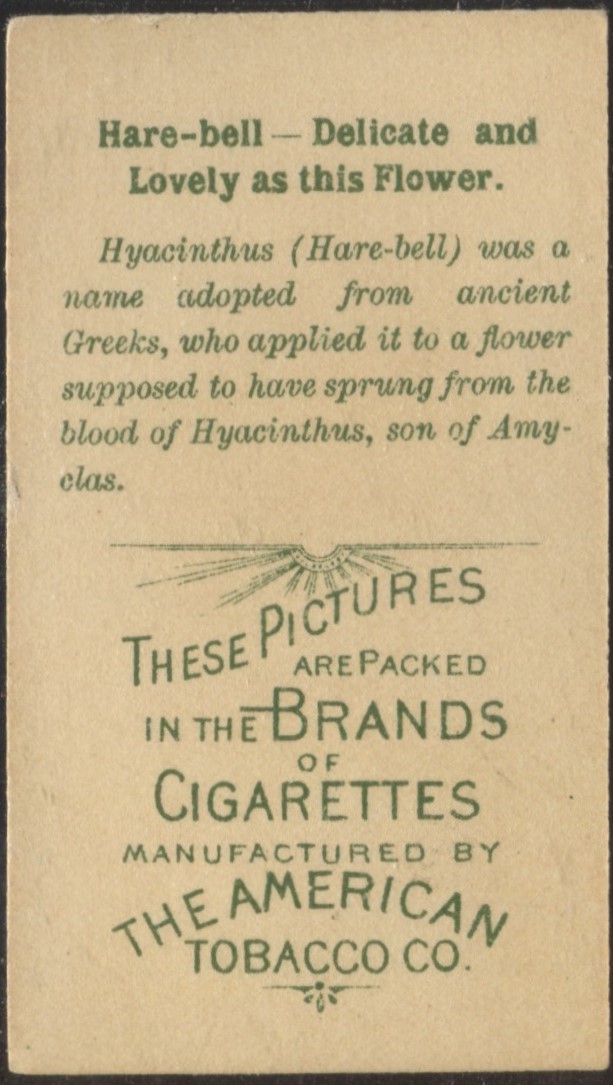 Hare-bell — Delicate and
Lovely as this Flower.
Hyacinthus (Hare-bell) was a
name adopted from ancient
Greeks, who applied it to a flower
supposed to have sprung from the
blood of Hyacinthus, son of Amy-
clas.
THESE PICTURES
ARE PACKED
IN THE BRANDS
OF
CIGARETTES
MANUFACTURED BY
THE AMERICAN
TOBACCO CO.